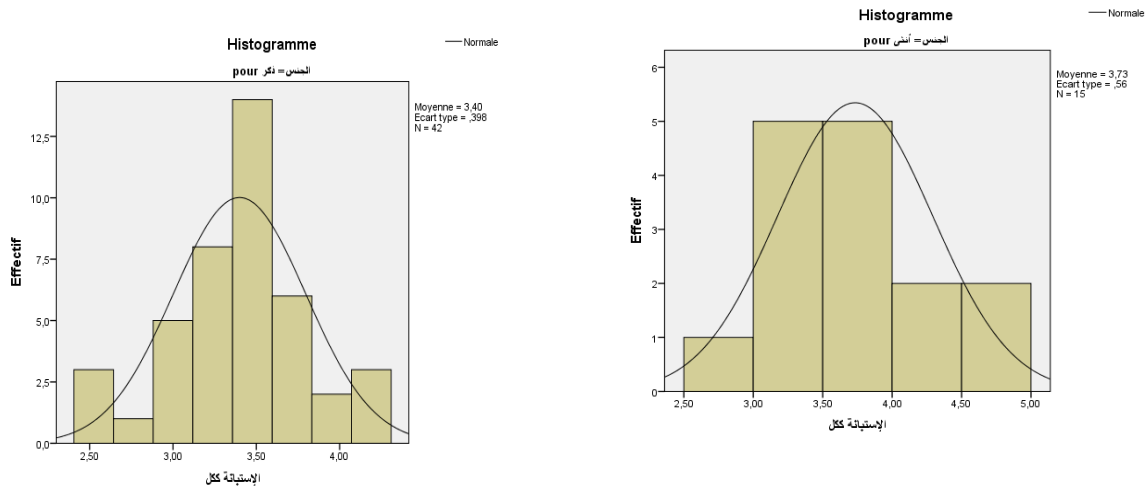 Histogramme
— Normale
pour الجنس= ذكر
Moyenne = 3,40
Ecart type = ,398
N = 42
Effectif
12,5
10,0
7,5
5,0
2,5
0,0
2,50 3,00 3,50 4,00
الإستبانة ككل
Histogramme
— Normale
pour الجنس= أنثى
Moyenne = 3,73
Ecart type = ,56
N = 15
Effectif
6
5
4
3
2
1
0
2,50 3,00 3,50 4,00 4,50 5,00
الإستبانة ككل